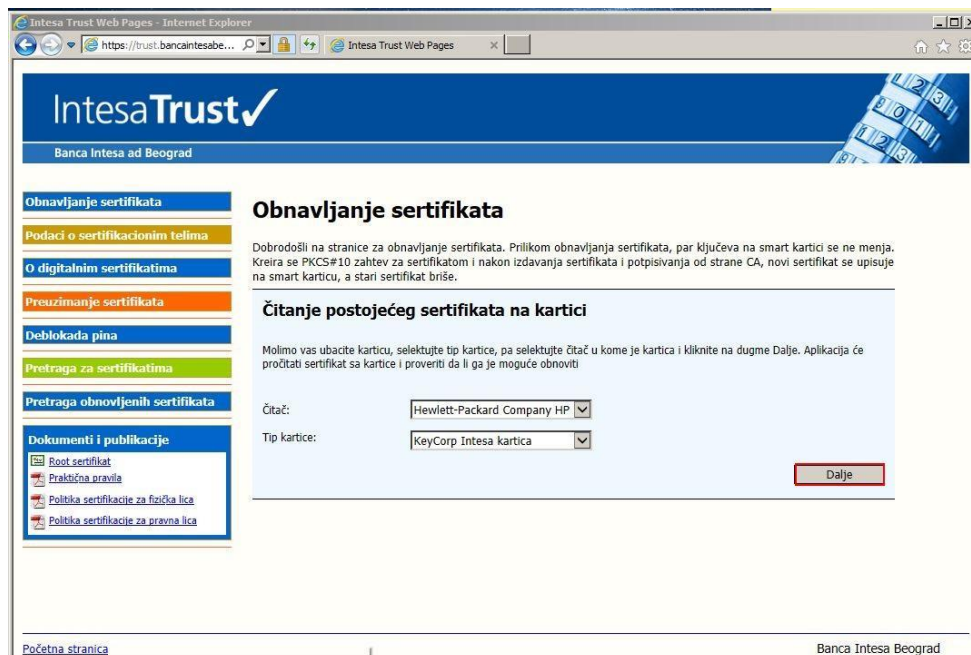 Intesa Trust Web Pages - Internet Explorer
https://trust.bancaintesabe...
Intesa Trust Web Pages
IntesaTrust
Banca Intesa ad Beograd
Obnavljanje sertifikata
Podaci o sertifikacionim telima
O digitalnim sertifikatima
Preuzimanje sertifikata
Deblokada pina
Pretraga za sertifikatima
Pretraga obnovljenih sertifikata
Dokumenti i publikacije
Root sertifikat
Praktična pravila
Politika sertifikacije za fizička lica
Politika sertifikacije za pravna lica
Obnavljanje sertifikata
Dobrodošli na stranice za obnavljanje sertifikata. Prilikom obnavljanja sertifikata, par ključeva na smart kartici se ne menja.
Kreira se PKCS#10 zahtev za sertifikatom i nakon izdavanja sertifikata i potpisivanja od strane CA, novi sertifikat se upisuje
na smart karticu, a stari sertifikat briše.
Čitanje postojećeg sertifikata na kartici
Molimo vas ubacite karticu, selektujte tip kartice, pa selektujte čitač u kome je kartica i kliknite na dugme Dalje. Aplikacija će
pročitati sertifikat sa kartice i proveriti da li ga je moguće obnoviti
Čitač: Hewlett-Packard Company HP
Tip kartice: KeyCorp Intesa kartica
Dalje
Početna stranica
Banca Intesa Beograd